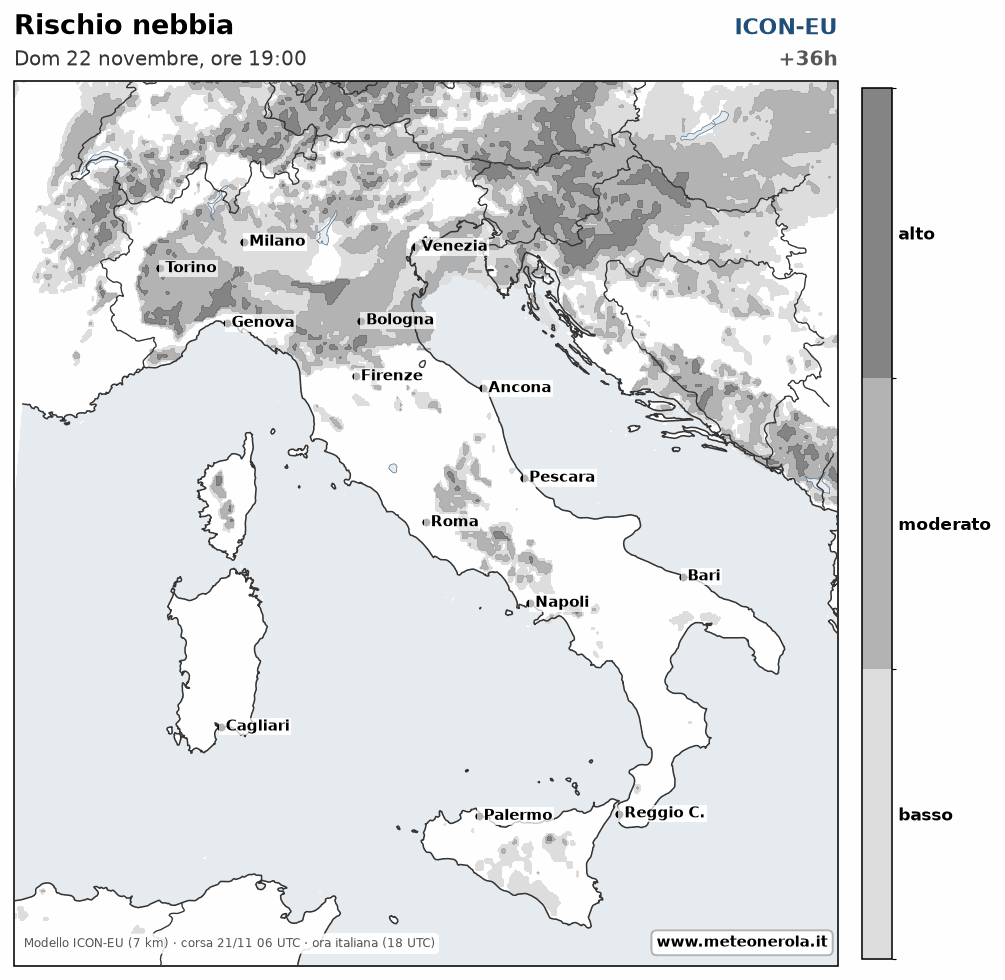 Rischio nebbia
ICON-EU
Dom 22 novembre, ore 19:00
+36h
alto
Milano
Venezia
Torino
Genova
Bologna
Firenze
Ancona
Pescara
Roma
moderato
Bari
Napoli
Cagliari
Palermo
Reggio C.
basso
Modello ICON-EU (7 km) · corsa 21/11 06 UTC · ora italiana (18 UTC)
www.meteonerola.it